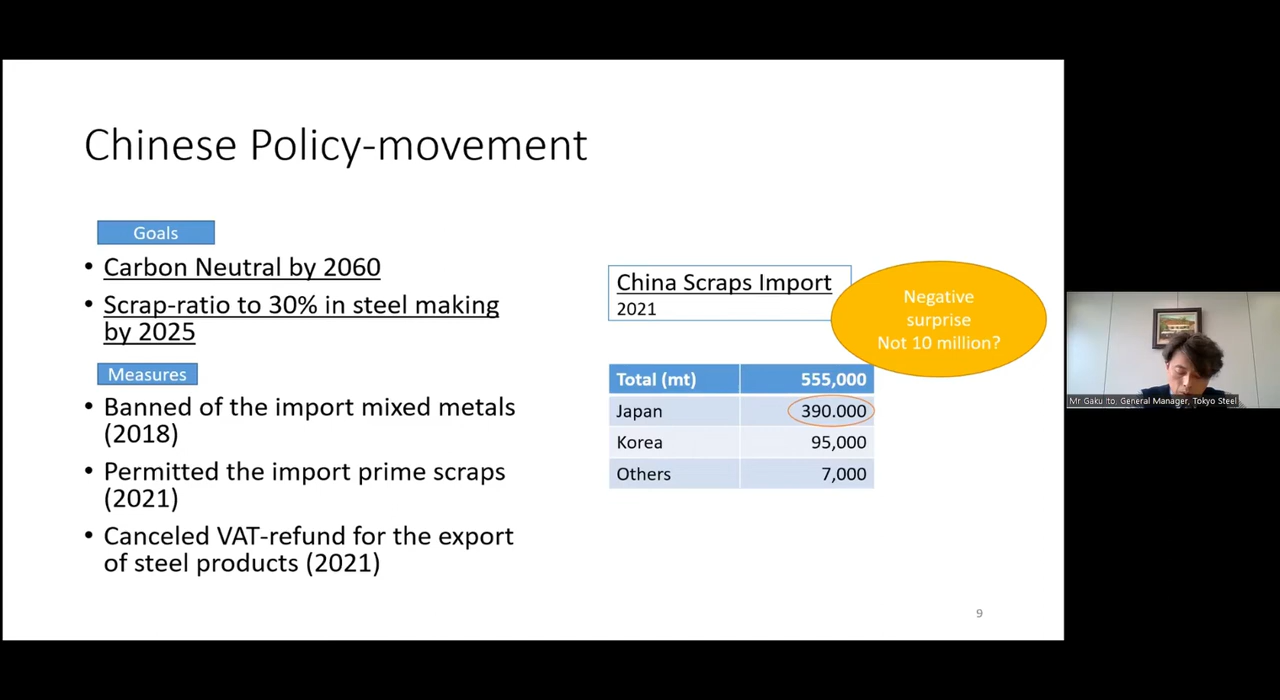 Chinese Policy-movement
Goals
• Carbon Neutral by 2060
• Scrap-ratio to 30% in steel making
by 2025
Measures
• Banned of the import mixed metals
(2018)
• Permitted the import prime scraps
(2021)
• Canceled VAT-refund for the export
of steel products (2021)
China Scraps Import
2021
Negative
surprise
Not 10 million?
Total (mt) 555,000
Japan 390.000
Korea 95,000
Others 7,000
9
Mr Gaku Ito, General Manager, Tokyo Steel